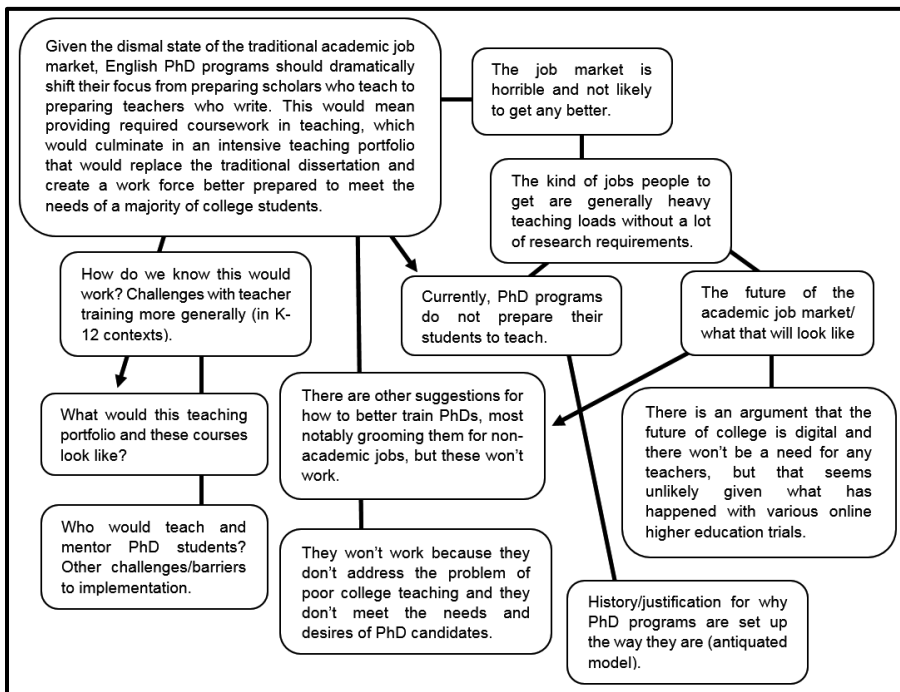 Given the dismal state of the traditional academic job
market, English PhD programs should dramatically
shift their focus from preparing scholars who teach to
preparing teachers who write. This would mean
providing required coursework in teaching, which
would culminate in an intensive teaching portfolio
that would replace the traditional dissertation and
create a work force better prepared to meet the
needs of a majority of college students.
The job market is
horrible and not likely
to get any better.
The kind of jobs people to
get are generally heavy
teaching loads without a lot
of research requirements.
How do we know this would
work? Challenges with teacher
training more generally (in K-
12 contexts).
Currently, PhD programs
do not prepare their
students to teach.
The future of the
academic job market/
what that will look like
What would this teaching
portfolio and these courses
look like?
There are other suggestions for
how to better train PhDs, most
notably grooming them for non-
academic jobs, but these won't
work.
There is an argument that the
future of college is digital and
there won't be a need for any
teachers, but that seems
unlikely given what has
happened with various online
higher education trials.
Who would teach and
mentor PhD students?
Other challenges/barriers
to implementation.
They won't work because they
don't address the problem of
poor college teaching and they
don't meet the needs and
desires of PhD candidates.
History/justification for why
PhD programs are set up
the way they are (antiquated
model).